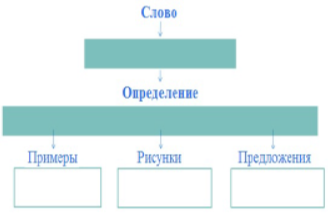 Слово
Определение
Примеры Рисунки Предложения